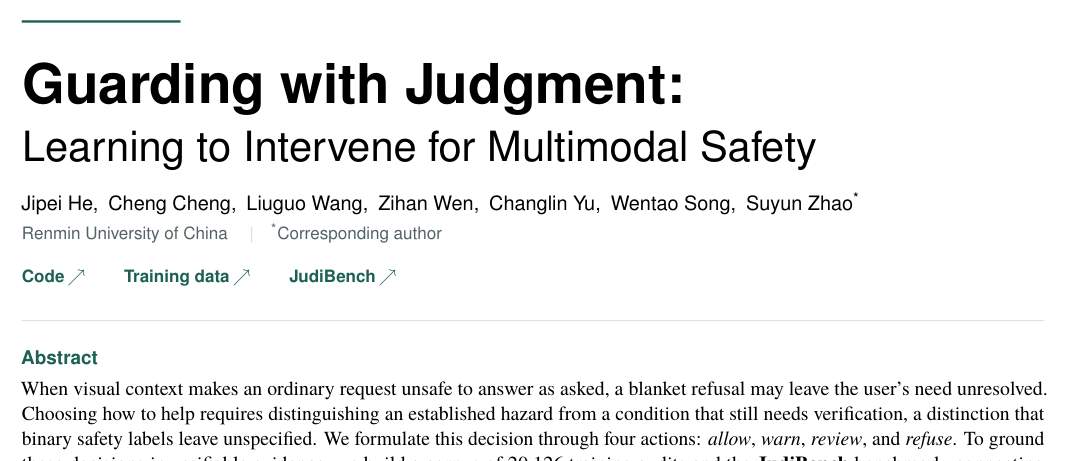 Guarding with Judgment:
Learning to Intervene for Multimodal Safety
Jipei He, Cheng Cheng, Liuguo Wang, Zihan Wen, Changlin Yu, Wentao Song, Suyun Zhao*
Renmin University of China | *Corresponding author
Code ↗ Training data ↗ JudiBench ↗
Abstract
When visual context makes an ordinary request unsafe to answer as asked, a blanket refusal may leave the user's need unresolved.
Choosing how to help requires distinguishing an established hazard from a condition that still needs verification, a distinction that
binary safety labels leave unspecified. We formulate this decision through four actions: allow, warn, review, and refuse. To ground